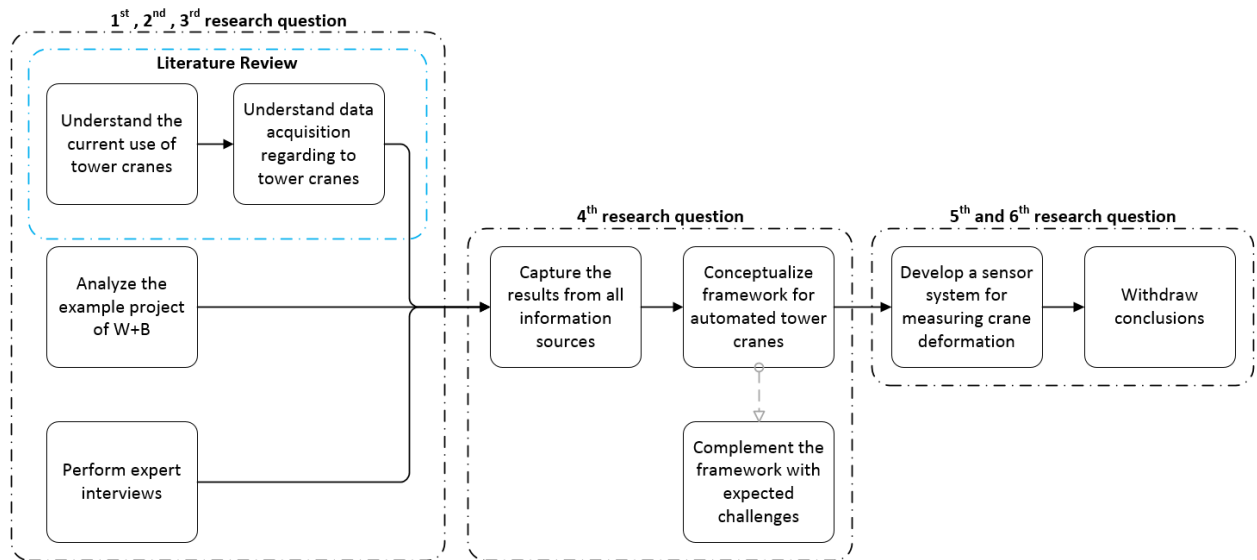 1st , 2nd , 3rd research question
Literature Review
Understand the
current use of
tower cranes
Understand data
acquisition
regarding to
tower cranes
Analyze the
example project
of W+B
Perform expert
interviews
4th research question
Capture the
results from all
information
sources
Conceptualize
framework for
automated tower
cranes
Complement the
framework with
expected
challenges
5th and 6th research question
Develop a sensor
system for
measuring crane
deformation
Withdraw
conclusions